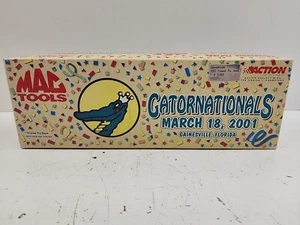 MAC
TOOLS
ACTION
GATORNATIONALS
MARCH 18, 2001
GAINESVILLE, FLORIDA